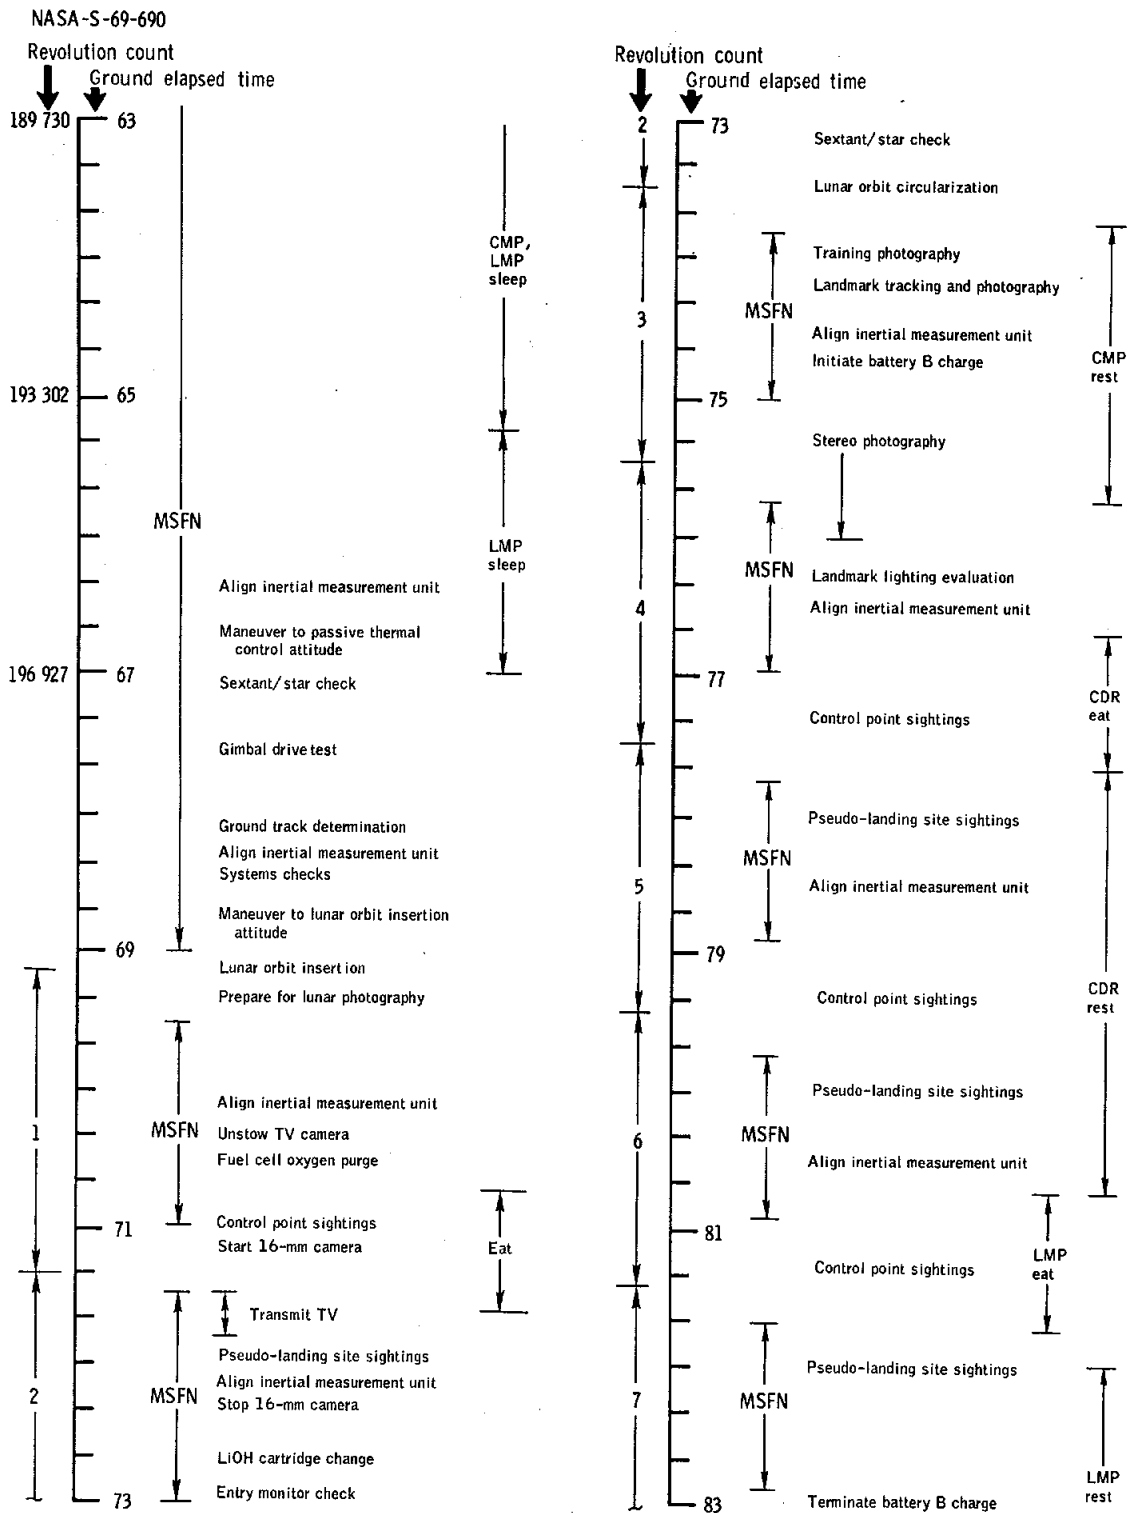 NASA-S-69-690
Revolution count
Ground elapsed time
189 730
63
CMP,
LMP
sleep
193 302
65
MSFN
LMP
sleep
Align inertial measurement unit
Maneuver to passive thermal
control attitude
196 927
67
Sextant/star check
Gimbal drive test
Ground track determination
Align inertial measurement unit
Systems checks
Maneuver to lunar orbit insertion
attitude
69
Lunar orbit insertion
Prepare for lunar photography
Align inertial measurement unit
1
MSFN
Unstow TV camera
Fuel cell oxygen purge
71
Control point sightings
Start 16-mm camera
Eat
Transmit TV
Pseudo-landing site sightings
Align inertial measurement unit
2
MSFN
Stop 16-mm camera
LiOH cartridge change
Entry monitor check
73
Revolution count
Ground elapsed time
2
73
Sextant/star check
Lunar orbit circularization
Training photography
Landmark tracking and photography
3
MSFN
Align inertial measurement unit
Initiate battery B charge
CMP
rest
75
Stereo photography
MSFN
Landmark lighting evaluation
4
Align inertial measurement unit
77
CDR
eat
Control point sightings
Pseudo-landing site sightings
MSFN
5
Align inertial measurement unit
79
CDR
rest
Control point sightings
Pseudo-landing site sightings
6
MSFN
Align inertial measurement unit
81
LMP
eat
Control point sightings
Pseudo-landing site sightings
7
MSFN
LMP
rest
83
Terminate battery B charge